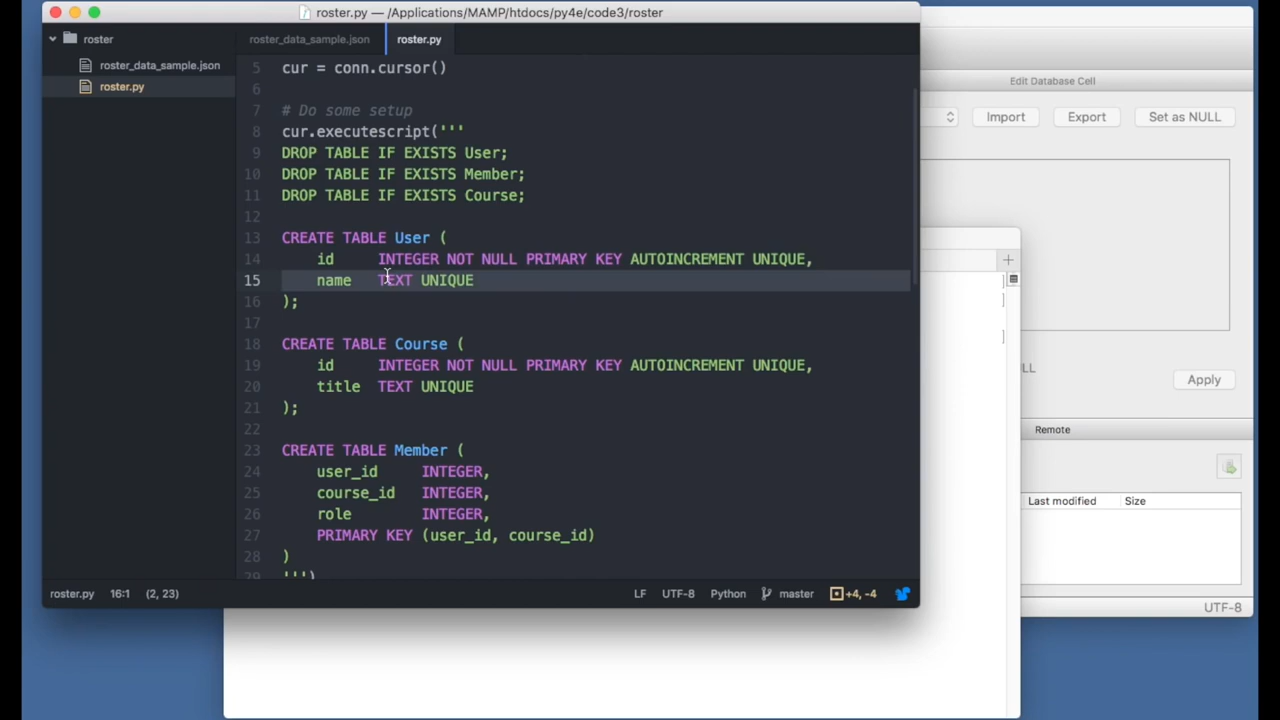 roster.py — /Applications/MAMP/htdocs/py4e/code3/roster
roster
roster_data_sample.json
roster.py
roster_data_sample.json
roster.py
5 cur = conn.cursor()
6
7 # Do some setup
8 cur.executescript('''
9 DROP TABLE IF EXISTS User;
10 DROP TABLE IF EXISTS Member;
11 DROP TABLE IF EXISTS Course;
12
13 CREATE TABLE User (
14 id INTEGER NOT NULL PRIMARY KEY AUTOINCREMENT UNIQUE,
15 name TEXT UNIQUE
16 );
17
18 CREATE TABLE Course (
19 id INTEGER NOT NULL PRIMARY KEY AUTOINCREMENT UNIQUE,
20 title TEXT UNIQUE
21 );
22
23 CREATE TABLE Member (
24 user_id INTEGER,
25 course_id INTEGER,
26 role INTEGER,
27 PRIMARY KEY (user_id, course_id)
28 )
29 ''')
roster.py 16:1 (2, 23) LF UTF-8 Python master +4, -4
Edit Database Cell
Import Export Set as NULL
Apply
Remote
Last modified Size
UTF-8